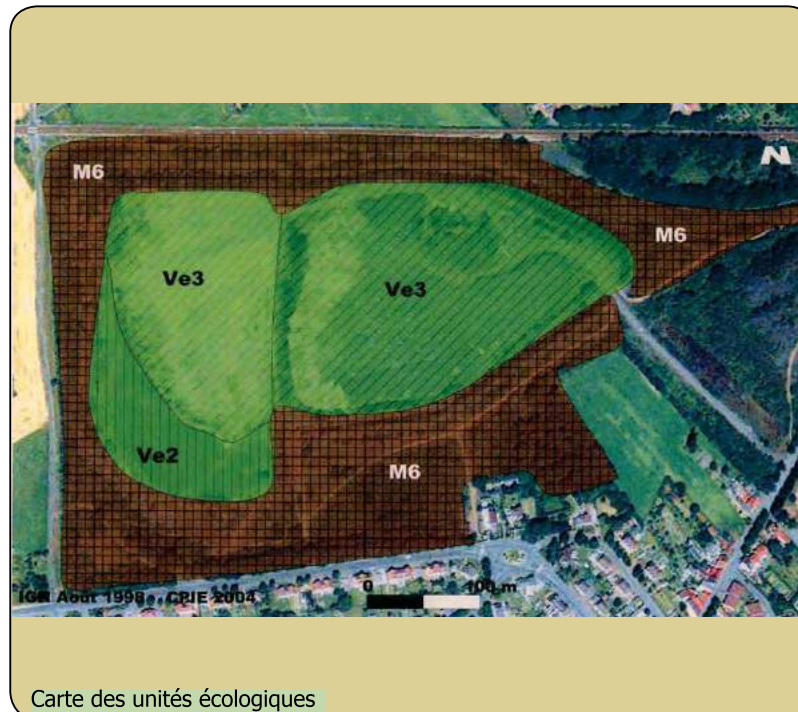 N
M6
M6
Ve3
Ve3
Ve2
M6
IGN Août 1998 - CPIE 2004
0 100 m
Carte des unités écologiques